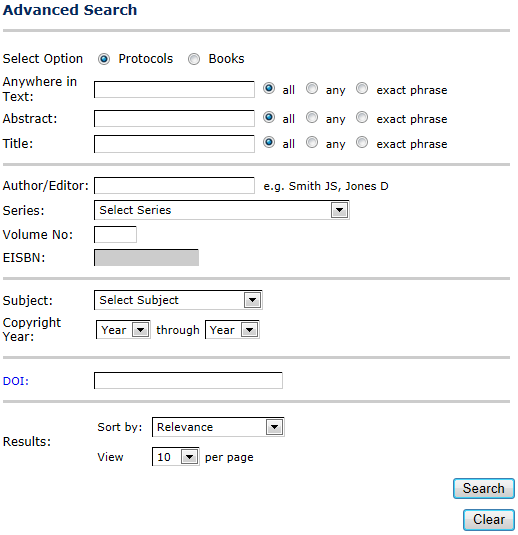 Advanced Search
Select Option Protocols Books
Anywhere in
Text: all any exact phrase
Abstract: all any exact phrase
Title: all any exact phrase
Author/Editor: e.g. Smith JS, Jones D
Series: Select Series
Volume No:
EISBN:
Subject: Select Subject
Copyright
Year: Year through Year
DOI:
Results:
Sort by: Relevance
View 10 per page
Search
Clear